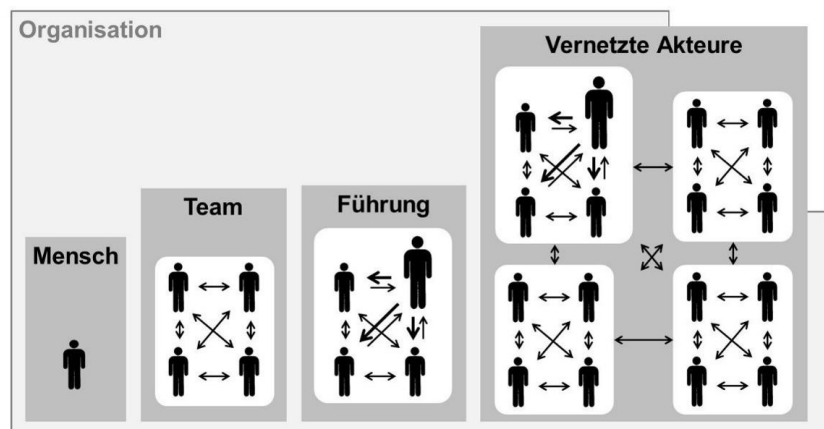 Organisation
Vernetzte Akteure
Team
Führung
Mensch